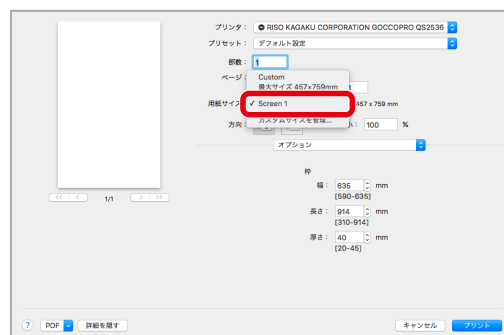 プリンタ： RISO KAGAKU CORPORATION GOCCOPRO QS2536
プリセット： デフォルト設定
部数： 1
ページ：
Custom
最大サイズ 457×759mm
用紙サイズ
✓ Screen 1
457 x 759 mm
カスタムサイズを管理...
方向：
100 %
オプション
枠
幅： 635 mm
[590-635]
長さ： 914 mm
[310-914]
厚さ： 40 mm
[20-45]
<< < 1/1 > >>
? PDF 詳細を隠す キャンセル プリント